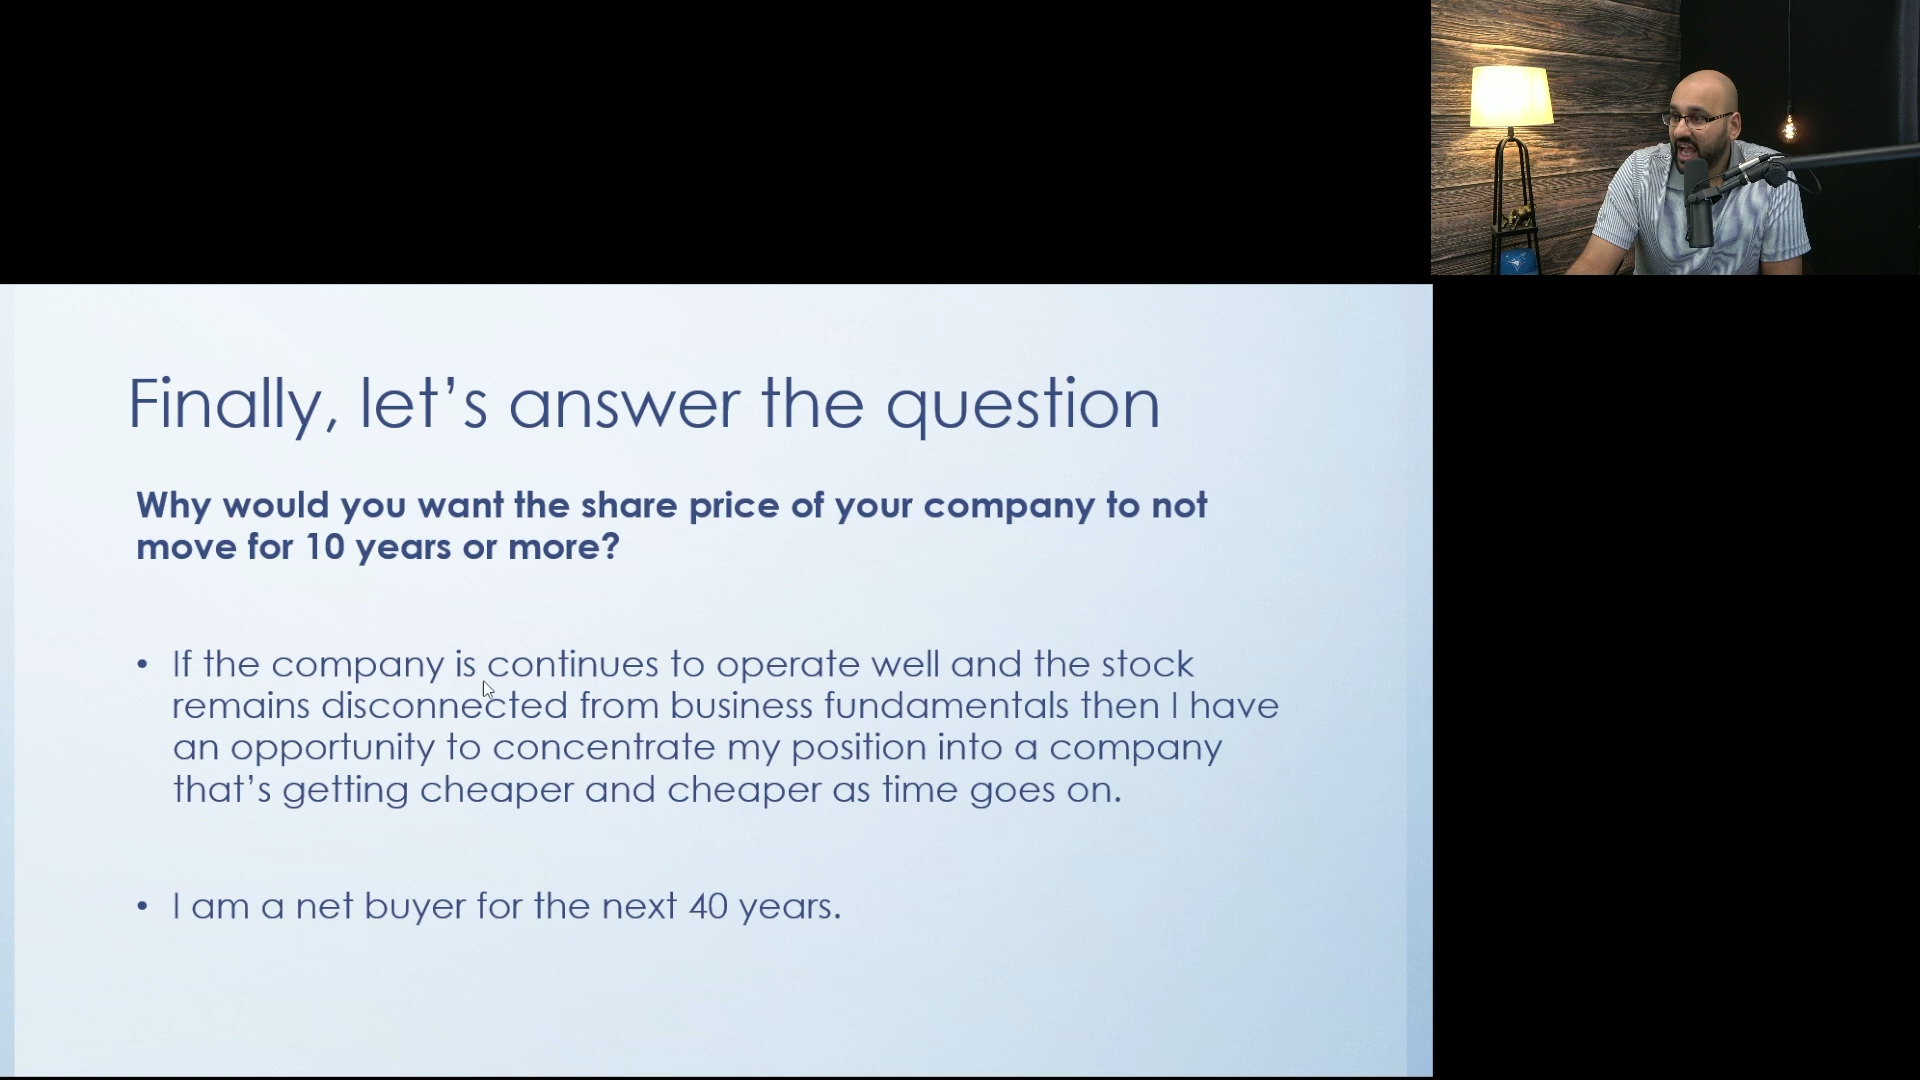 Finally, let’s answer the question
Why would you want the share price of your company to not
move for 10 years or more?
• If the company is continues to operate well and the stock
remains disconnected from business fundamentals then I have
an opportunity to concentrate my position into a company
that’s getting cheaper and cheaper as time goes on.
• I am a net buyer for the next 40 years.